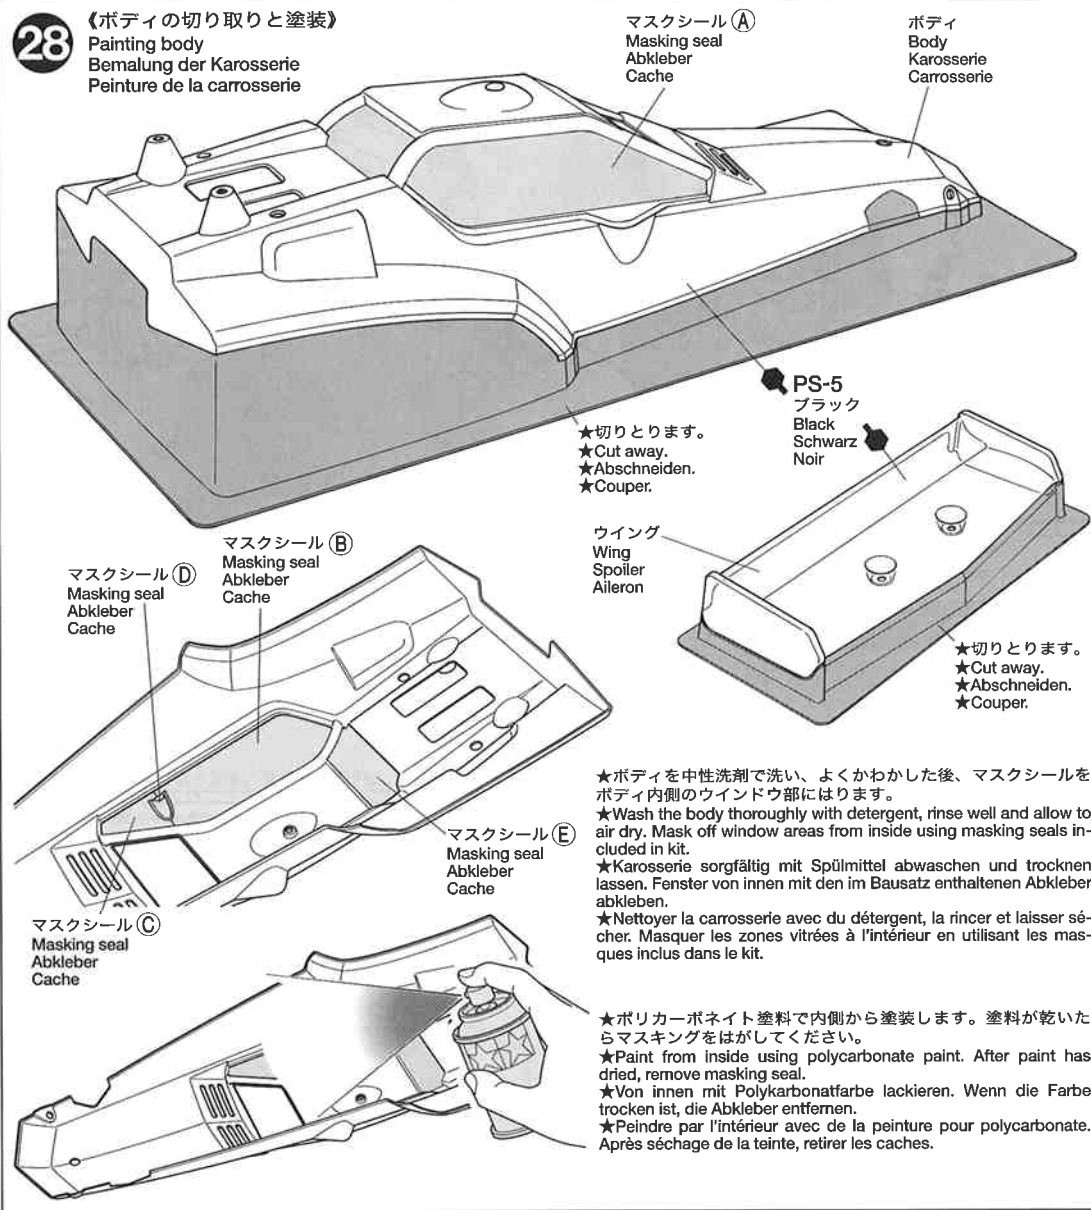 28
《ボディの切り取りと塗装》
Painting body
Bemalung der Karosserie
Peinture de la carrosserie
マスクシール Ⓐ
Masking seal
Abkleber
Cache
ボディ
Body
Karosserie
Carrosserie
PS-5
ブラック
Black
Schwarz
Noir
★切りとります。
★Cut away.
★Abschneiden.
★Couper.
ウイング
Wing
Spoiler
Aileron
★切りとります。
★Cut away.
★Abschneiden.
★Couper.
マスクシール Ⓑ
Masking seal
Abkleber
Cache
マスクシール Ⓓ
Masking seal
Abkleber
Cache
マスクシール Ⓔ
Masking seal
Abkleber
Cache
マスクシール Ⓒ
Masking seal
Abkleber
Cache
★ボディを中性洗剤で洗い、よくかわかした後、マスクシールを
ボディ内側のウインドウ部にはります。
★Wash the body thoroughly with detergent, rinse well and allow to
air dry. Mask off window areas from inside using masking seals in-
cluded in kit.
★Karosserie sorgfältig mit Spülmittel abwaschen und trocknen
lassen. Fenster von innen mit den im Bausatz enthaltenen Abkleber
abkleben.
★Nettoyer la carrosserie avec du détergent, la rincer et laisser sé-
cher. Masquer les zones vitrées à l'intérieur en utilisant les mas-
ques inclus dans le kit.
★ポリカーボネイト塗料で内側から塗装します。塗料が乾いた
らマスキングをはがしてください。
★Paint from inside using polycarbonate paint. After paint has
dried, remove masking seal.
★Von innen mit Polykarbonatfarbe lackieren. Wenn die Farbe
trocken ist, die Abkleber entfernen.
★Peindre par l'intérieur avec de la peinture pour polycarbonate.
Après séchage de la teinte, retirer les caches.